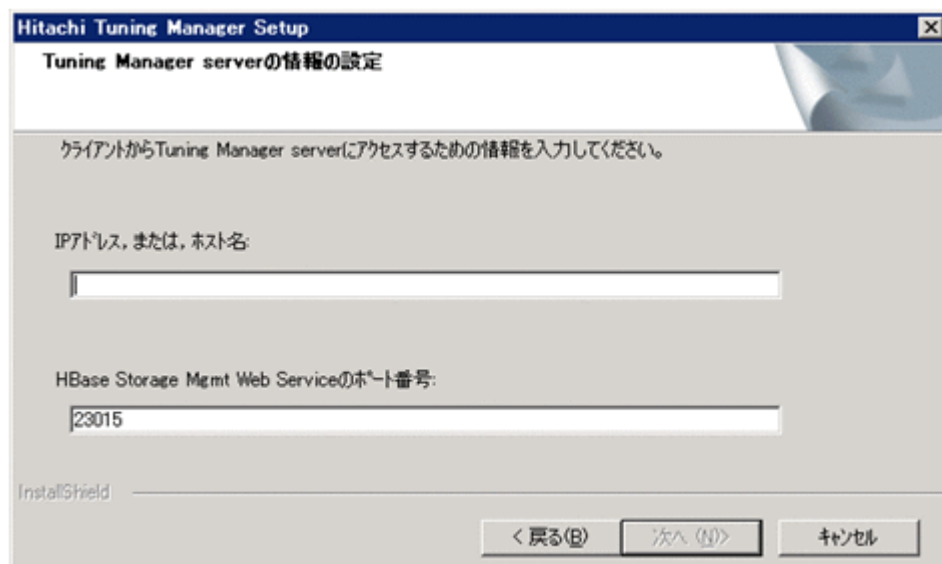 Hitachi Tuning Manager Setup
Tuning Manager serverの情報の設定
クライアントからTuning Manager serverにアクセスするための情報を入力してください。
IPアドレス, または, ホスト名:
HBase Storage Mgmt Web Serviceのポート番号:
23015
InstallShield
< 戻る(B)
次へ (N)>
キャンセル